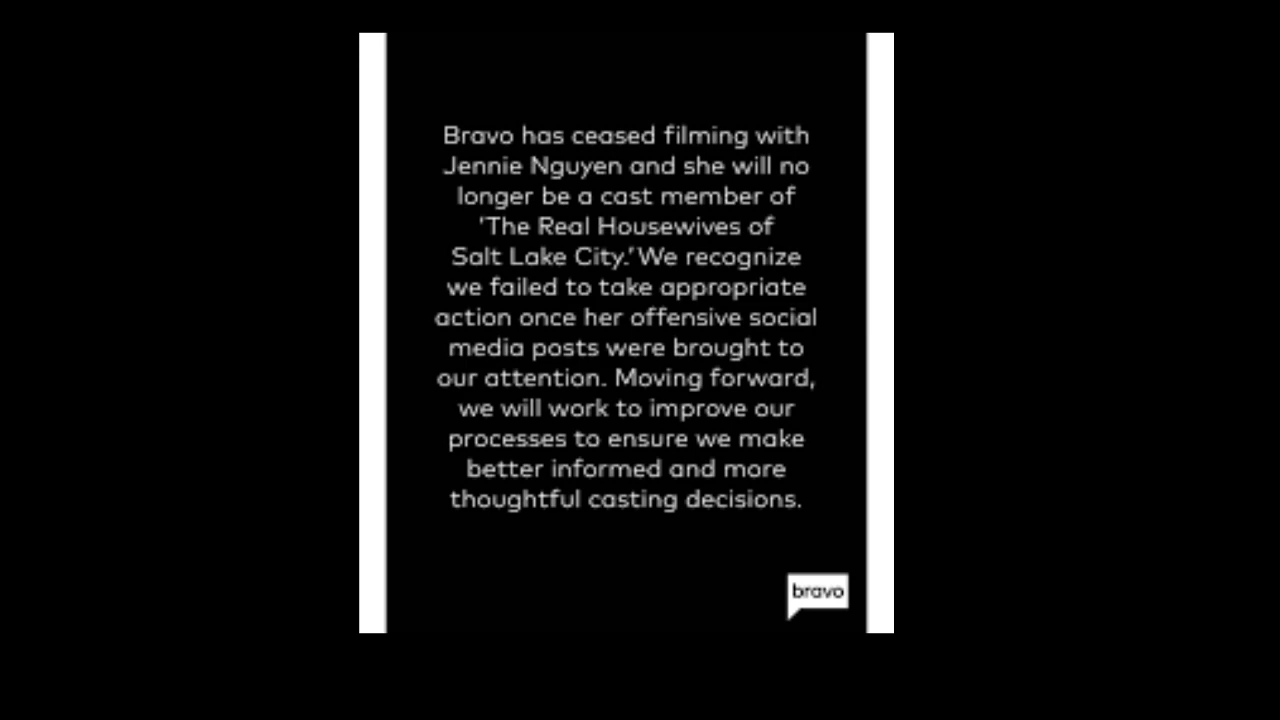 Bravo has ceased filming with
Jennie Nguyen and she will no
longer be a cast member of
'The Real Housewives of
Salt Lake City.' We recognize
we failed to take appropriate
action once her offensive social
media posts were brought to
our attention. Moving forward,
we will work to improve our
processes to ensure we make
better informed and more
thoughtful casting decisions.
bravo